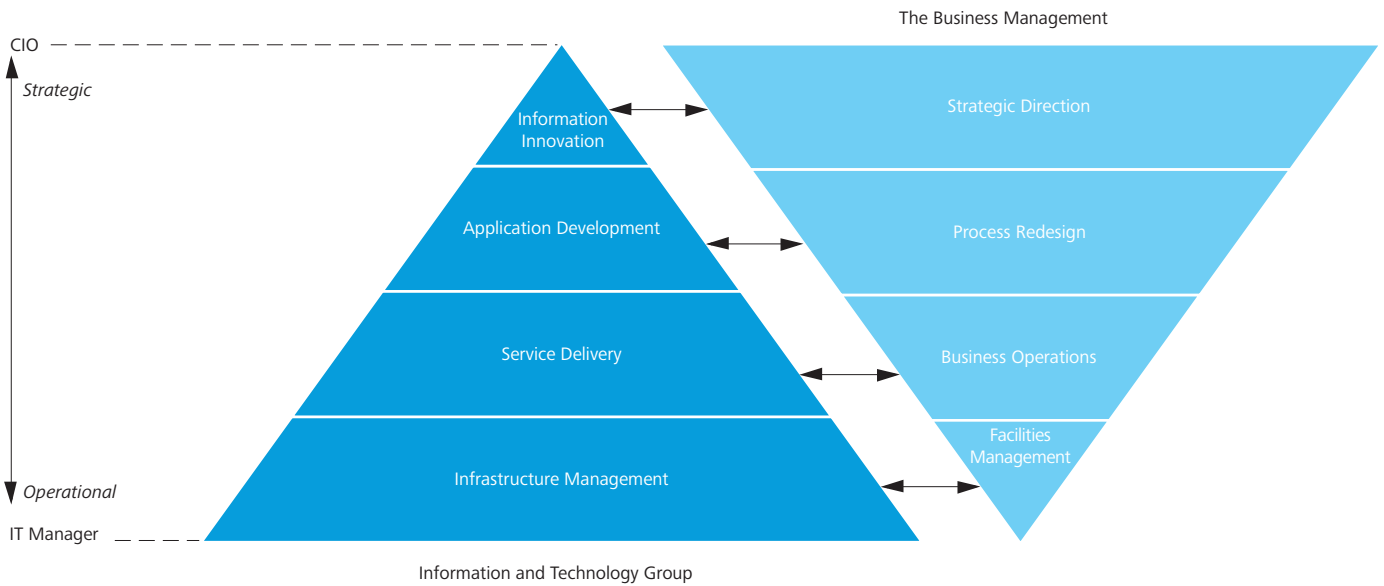 The Business Management
CIO
Strategic
Information
Innovation
Strategic Direction
Application Development
Process Redesign
Service Delivery
Business Operations
Facilities
Management
Infrastructure Management
Operational
IT Manager
Information and Technology Group